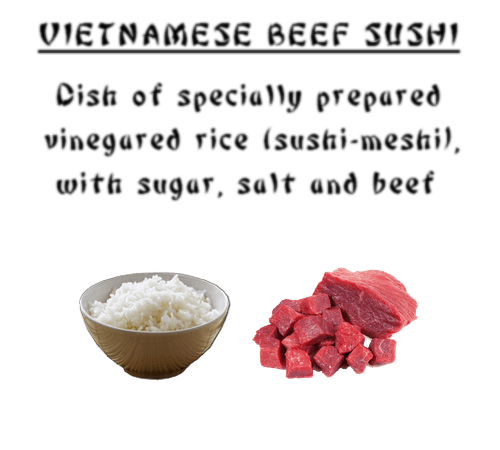 VIETNAMESE BEEF SUSHI
Dish of specially prepared
vinegared rice (sushi-meshi),
with sugar, salt and beef